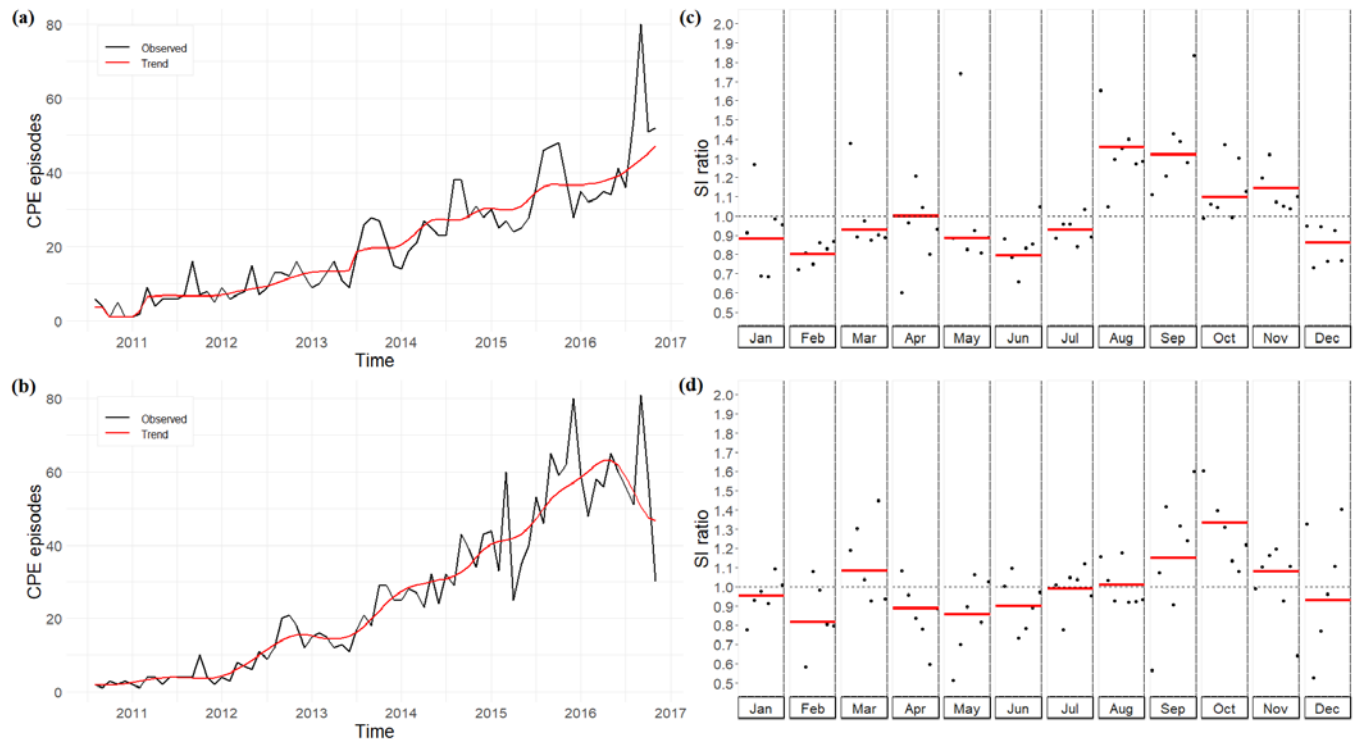 (a)
80
60
40
20
0
CPE episodes
Observed
Trend
2011 2012 2013 2014 2015 2016 2017
Time
(c)
2.0
1.9
1.8
1.7
1.6
1.5
1.4
1.3
1.2
1.1
1.0
0.9
0.8
0.7
0.6
0.5
SI ratio
Jan Feb Mar Apr May Jun Jul Aug Sep Oct Nov Dec
(b)
80
60
40
20
0
CPE episodes
Observed
Trend
2011 2012 2013 2014 2015 2016 2017
Time
(d)
2.0
1.9
1.8
1.7
1.6
1.5
1.4
1.3
1.2
1.1
1.0
0.9
0.8
0.7
0.6
0.5
SI ratio
Jan Feb Mar Apr May Jun Jul Aug Sep Oct Nov Dec